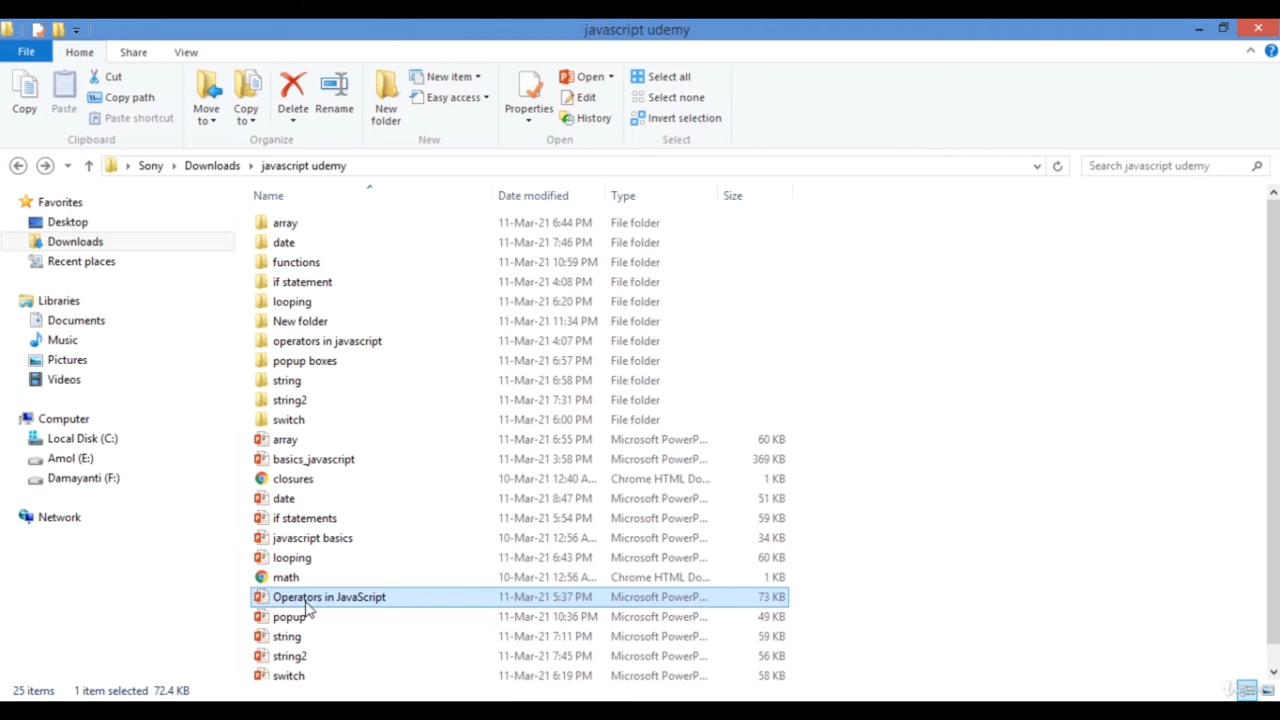 javascript udemy
File Home Share View
Copy Paste Cut Copy path Paste shortcut Move to Copy to Delete Rename New folder New item Easy access Properties Open Edit History Select all Select none Invert selection
Clipboard Organize New Open Select
Sony Downloads javascript udemy Search javascript udemy
Name Date modified Type Size
Favorites
Desktop
Downloads
Recent places
Libraries
Documents
Music
Pictures
Videos
Computer
Local Disk (C:)
Amol (E:)
Damayanti (F:)
Network
array 11-Mar-21 6:44 PM File folder
date 11-Mar-21 7:46 PM File folder
functions 11-Mar-21 10:59 PM File folder
if statement 11-Mar-21 4:08 PM File folder
looping 11-Mar-21 6:20 PM File folder
New folder 11-Mar-21 11:34 PM File folder
operators in javascript 11-Mar-21 4:07 PM File folder
popup boxes 11-Mar-21 6:57 PM File folder
string 11-Mar-21 6:58 PM File folder
string2 11-Mar-21 7:31 PM File folder
switch 11-Mar-21 6:00 PM File folder
array 11-Mar-21 6:55 PM Microsoft PowerP... 60 KB
basics_javascript 11-Mar-21 3:58 PM Microsoft PowerP... 369 KB
closures 10-Mar-21 12:40 A... Chrome HTML Do... 1 KB
date 11-Mar-21 8:47 PM Microsoft PowerP... 51 KB
if statements 11-Mar-21 5:54 PM Microsoft PowerP... 59 KB
javascript basics 10-Mar-21 12:56 A... Microsoft PowerP... 34 KB
looping 11-Mar-21 6:43 PM Microsoft PowerP... 60 KB
math 10-Mar-21 12:56 A... Chrome HTML Do... 1 KB
Operators in JavaScript 11-Mar-21 5:37 PM Microsoft PowerP... 73 KB
popup 11-Mar-21 10:36 PM Microsoft PowerP... 49 KB
string 11-Mar-21 7:11 PM Microsoft PowerP... 59 KB
string2 11-Mar-21 7:45 PM Microsoft PowerP... 56 KB
switch 11-Mar-21 6:19 PM Microsoft PowerP... 58 KB
25 items 1 item selected 72.4 KB